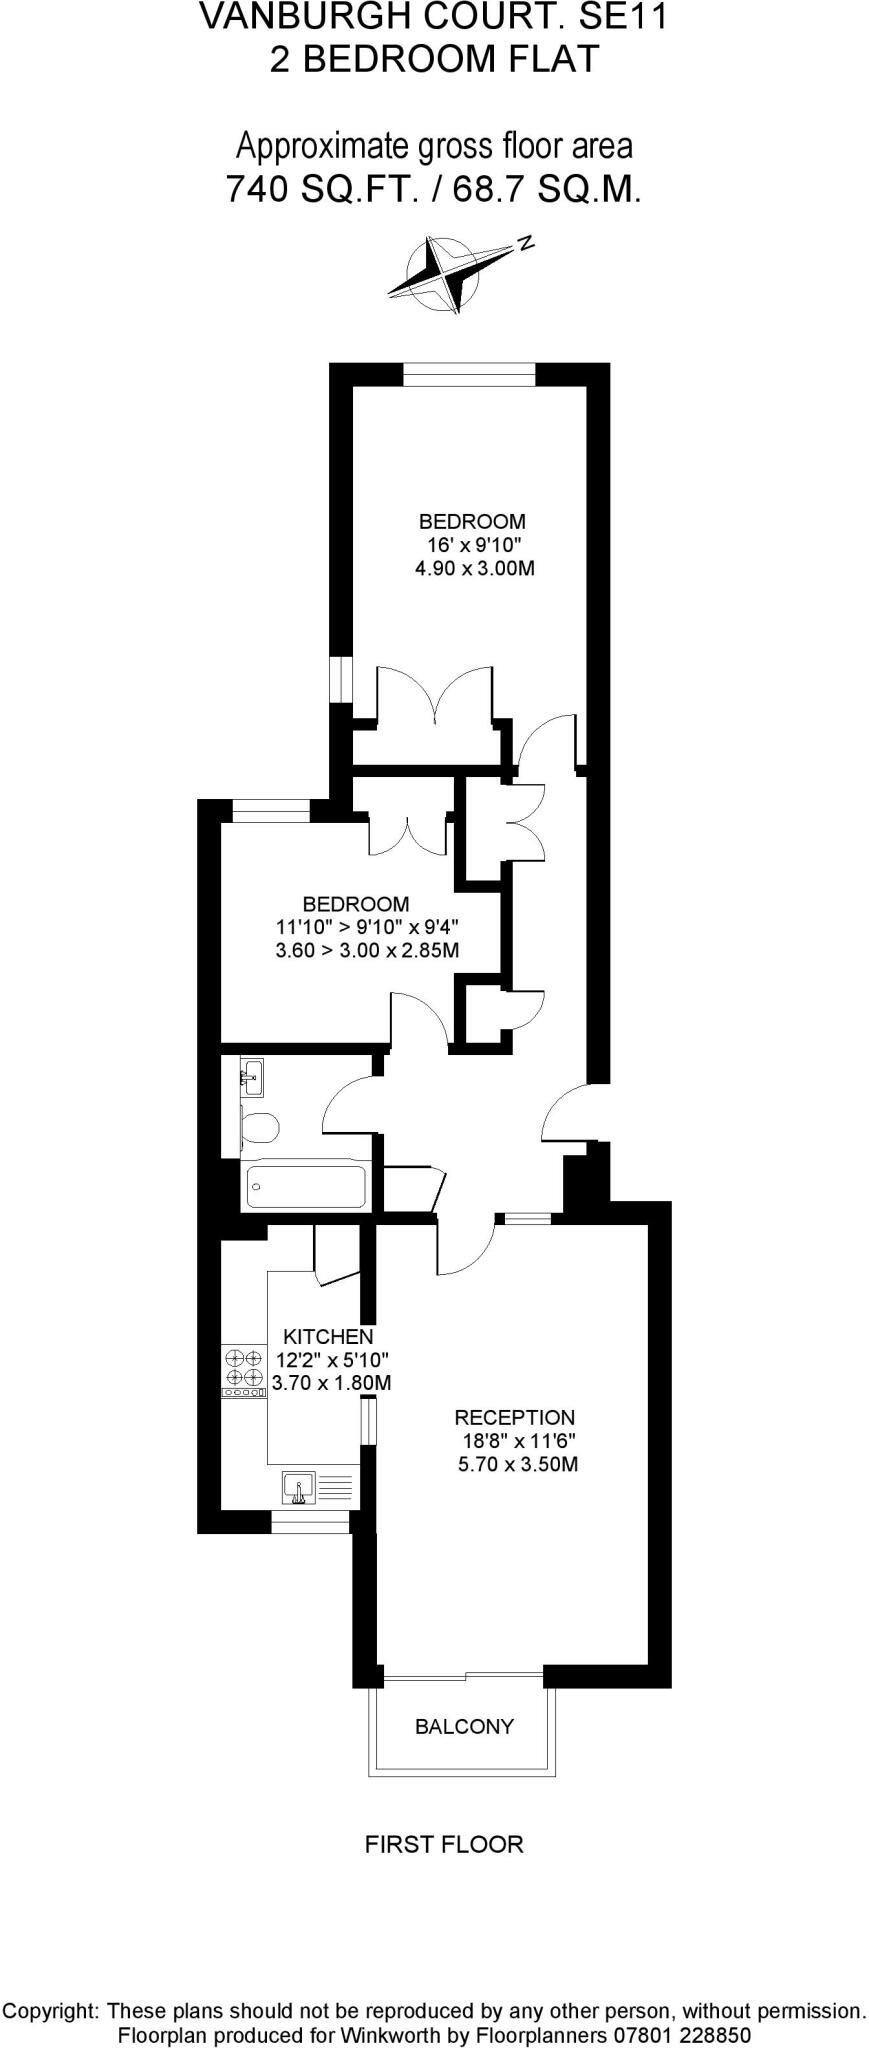 VANBURGH COURT. SE11
2 BEDROOM FLAT
Approximate gross floor area
740 SQ.FT. / 68.7 SQ.M.
N
BEDROOM
16' x 9'10"
4.90 x 3.00M
BEDROOM
11'10" > 9'10" x 9'4"
3.60 > 3.00 x 2.85M
KITCHEN
12'2" x 5'10"
3.70 x 1.80M
RECEPTION
18'8" x 11'6"
5.70 x 3.50M
BALCONY
FIRST FLOOR
Copyright: These plans should not be reproduced by any other person, without permission.
Floorplan produced for Winkworth by Floorplanners 07801 228850